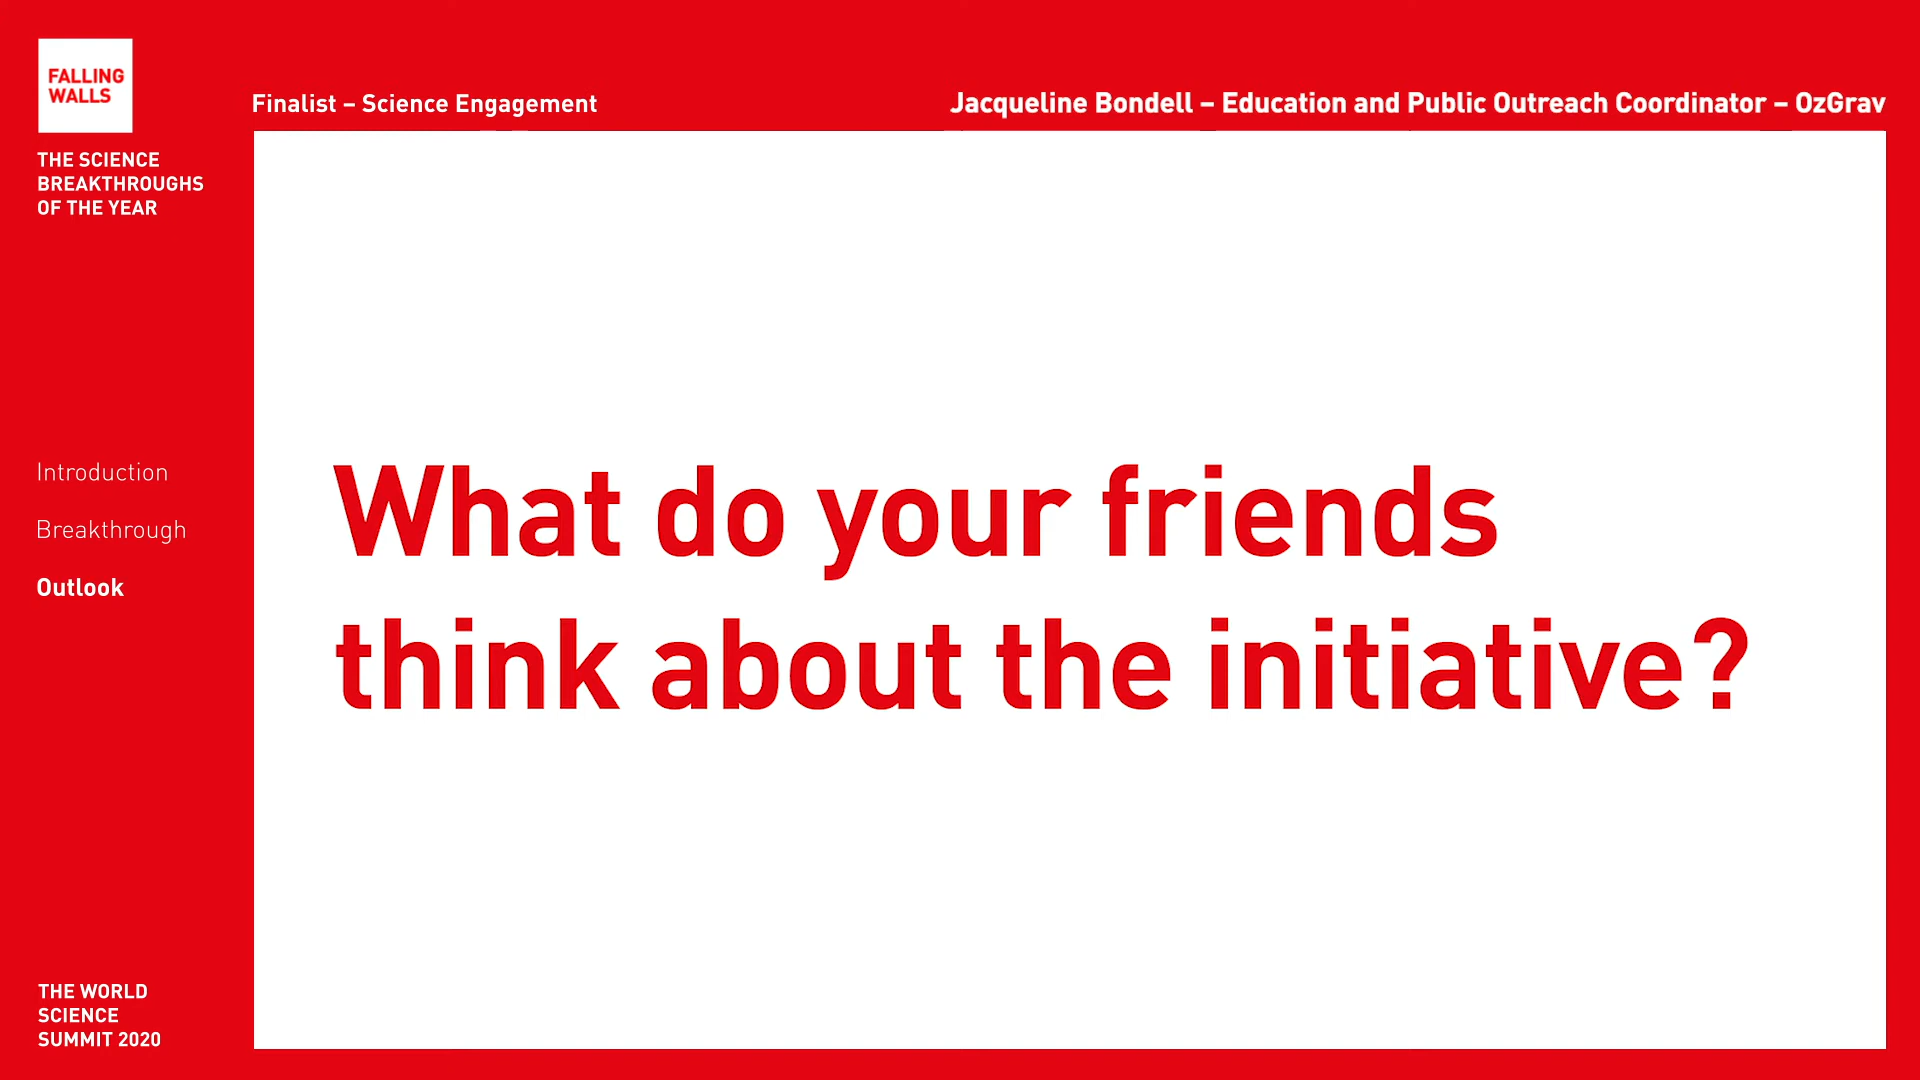 FALLING
WALLS
THE SCIENCE
BREAKTHROUGHS
OF THE YEAR
Finalist – Science Engagement
Jacqueline Bondell – Education and Public Outreach Coordinator – OzGrav
Introduction
Breakthrough
Outlook
What do your friends
think about the initiative?
THE WORLD
SCIENCE
SUMMIT 2020